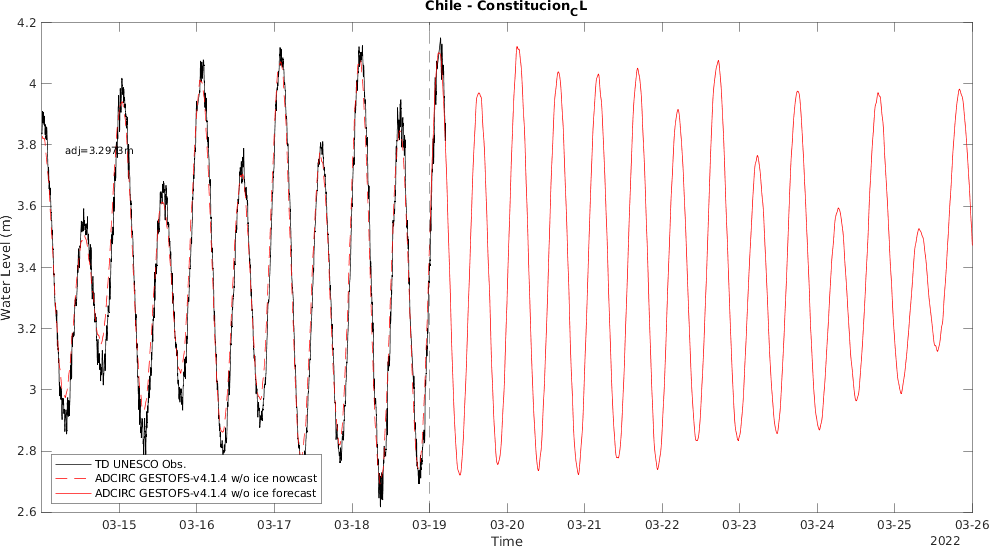 Chile - Constitucion_CL
4.2
4
3.8
3.6
3.4
3.2
3
2.8
2.6
Water Level (m)
adj=3.2973m
TD UNESCO Obs.
ADCIRC GESTOFS-v4.1.4 w/o ice nowcast
ADCIRC GESTOFS-v4.1.4 w/o ice forecast
03-15 03-16 03-17 03-18 03-19 03-20 03-21 03-22 03-23 03-24 03-25 03-26
Time
2022